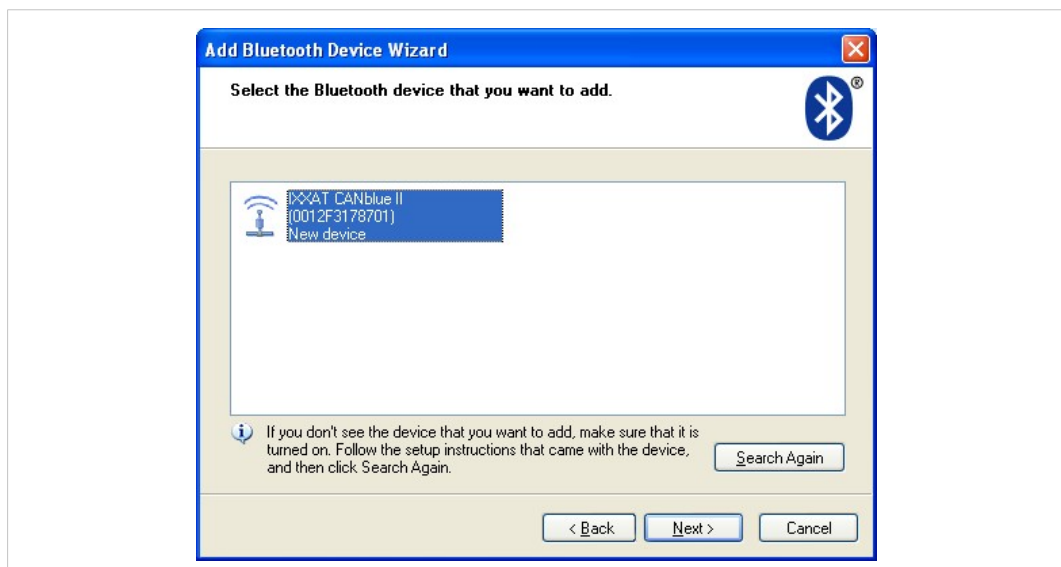 Add Bluetooth Device Wizard
Select the Bluetooth device that you want to add.
®
IXXAT CANblue II
(0012F3178701)
New device
If you don't see the device that you want to add, make sure that it is
turned on. Follow the setup instructions that came with the device,
and then click Search Again.
Search Again
< Back
Next >
Cancel